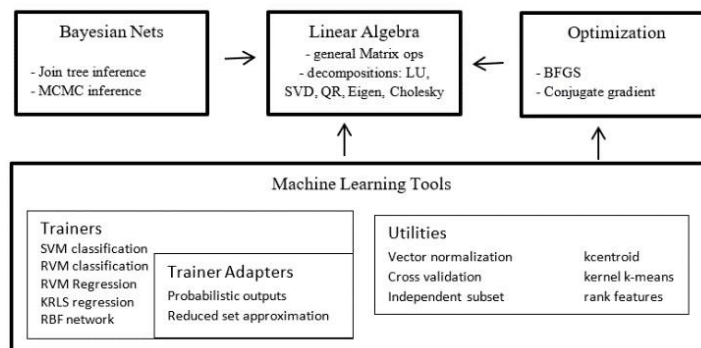 Bayesian Nets
- Join tree inference
- MCMC inference
Linear Algebra
- general Matrix ops
- decompositions: LU,
SVD, QR, Eigen, Cholesky
Optimization
- BFGS
- Conjugate gradient
Machine Learning Tools
Trainers
SVM classification
RVM classification
RVM Regression
KRLS regression
RBF network
Trainer Adapters
Probabilistic outputs
Reduced set approximation
Utilities
Vector normalization
Cross validation
Independent subset
kcentroid
kernel k-means
rank features